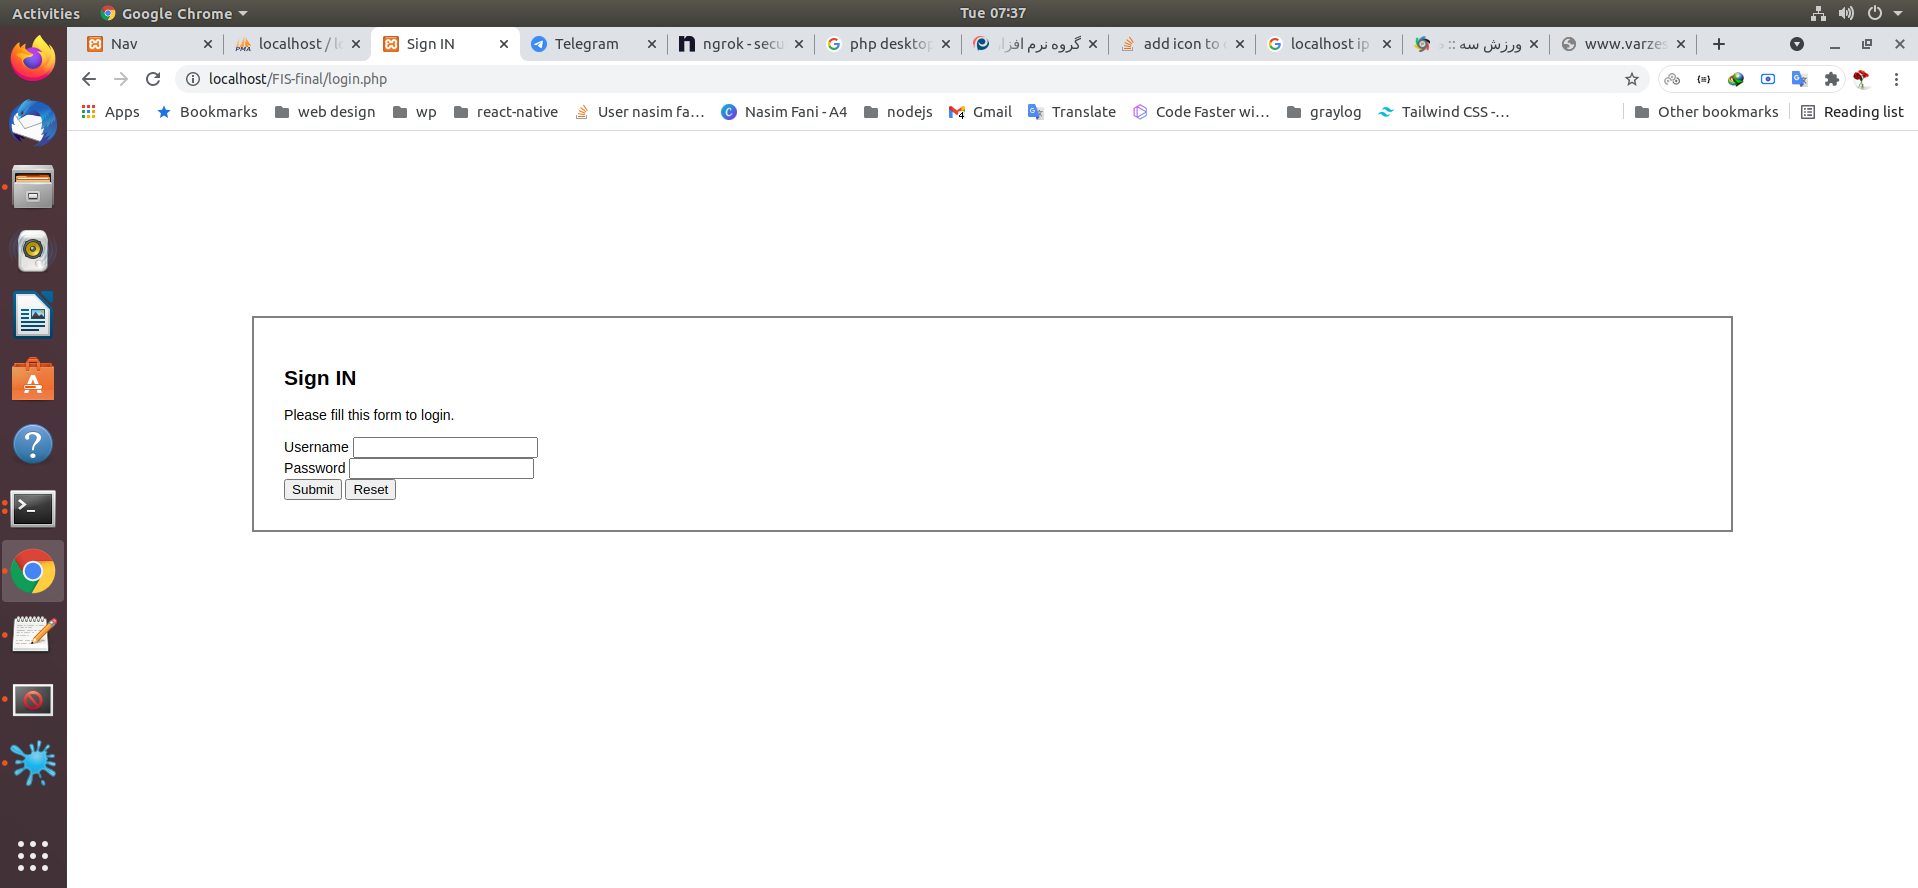 Activities Google Chrome Tue 07:37
Nav localhost / lo Sign IN Telegram ngrok - secu php desktop گروه نرم افزا add icon to localhost ip ورزش سه :: www.varzes
localhost/FIS-final/login.php
Apps Bookmarks web design wp react-native User nasim fa... Nasim Fani - A4 nodejs Gmail Translate Code Faster wi... graylog Tailwind CSS -... Other bookmarks Reading list
Sign IN
Please fill this form to login.
Username
Password
Submit Reset